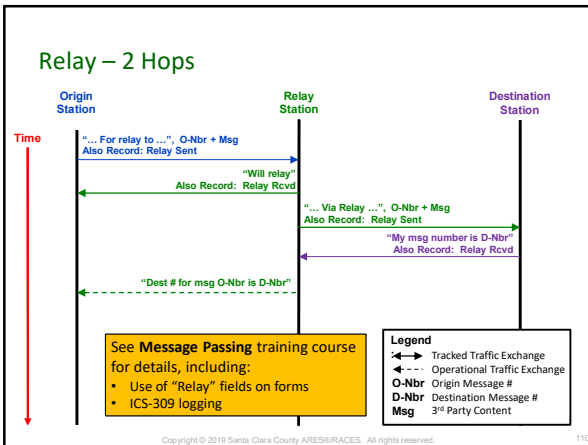 Relay – 2 Hops
Origin
Station
Relay
Station
Destination
Station
Time
“... For relay to ...”, O-Nbr + Msg
Also Record: Relay Sent
“Will relay”
Also Record: Relay Rcvd
“... Via Relay ...”, O-Nbr + Msg
Also Record: Relay Sent
“My msg number is D-Nbr”
Also Record: Relay Rcvd
“Dest # for msg O-Nbr is D-Nbr”
See Message Passing training course
for details, including:
• Use of “Relay” fields on forms
• ICS-309 logging
Legend
Tracked Traffic Exchange
Operational Traffic Exchange
O-Nbr Origin Message #
D-Nbr Destination Message #
Msg 3rd Party Content
Copyright © 2019 Santa Clara County ARES®/RACES. All rights reserved.
110